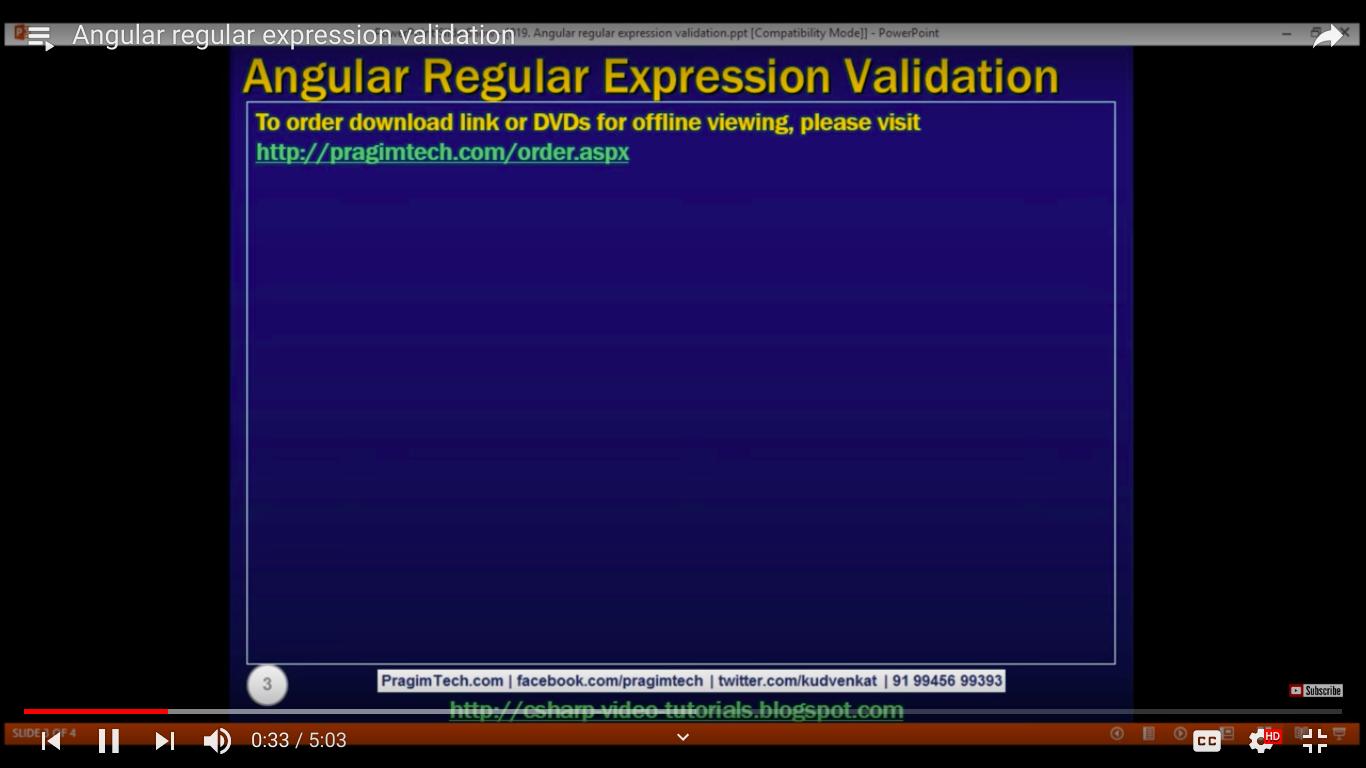 Angular regular expression validation
19. Angular regular expression validation.ppt [Compatibility Mode]] - PowerPoint
Angular Regular Expression Validation
To order download link or DVDs for offline viewing, please visit
http://pragimtech.com/order.aspx
3
PragimTech.com | facebook.com/pragimtech | twitter.com/kudvenkat | 91 99456 99393
Subscribe
http://csharp-video-tutorials.blogspot.com
SLIDE OF 4
0:33 / 5:03
CC
HD